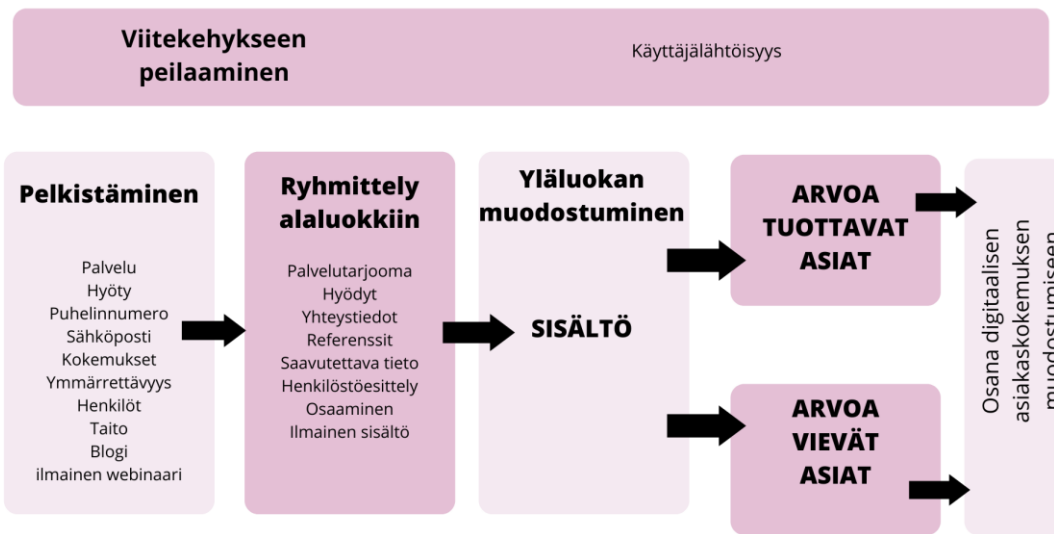 Viitekehykseen
peilaaminen
Käyttäjälähtöisyys
Pelkistäminen
Palvelu
Hyöty
Puhelinnumero
Sähköposti
Kokemukset
Ymmärrettävyys
Henkilöt
Taito
Blogi
ilmainen webinaari
Ryhmittely
alaluokkiin
Palvelutarjooma
Hyödyt
Yhteystiedot
Referenssit
Saavutettava tieto
Henkilöstöesittely
Osaaminen
Ilmainen sisältö
Yläluokan
muodostuminen
SISÄLTÖ
ARVOA
TUOTTAVAT
ASIAT
ARVOA
VIEVÄT
ASIAT
Osana digitaalisen
asiakaskokemuksen
muodostumiseen